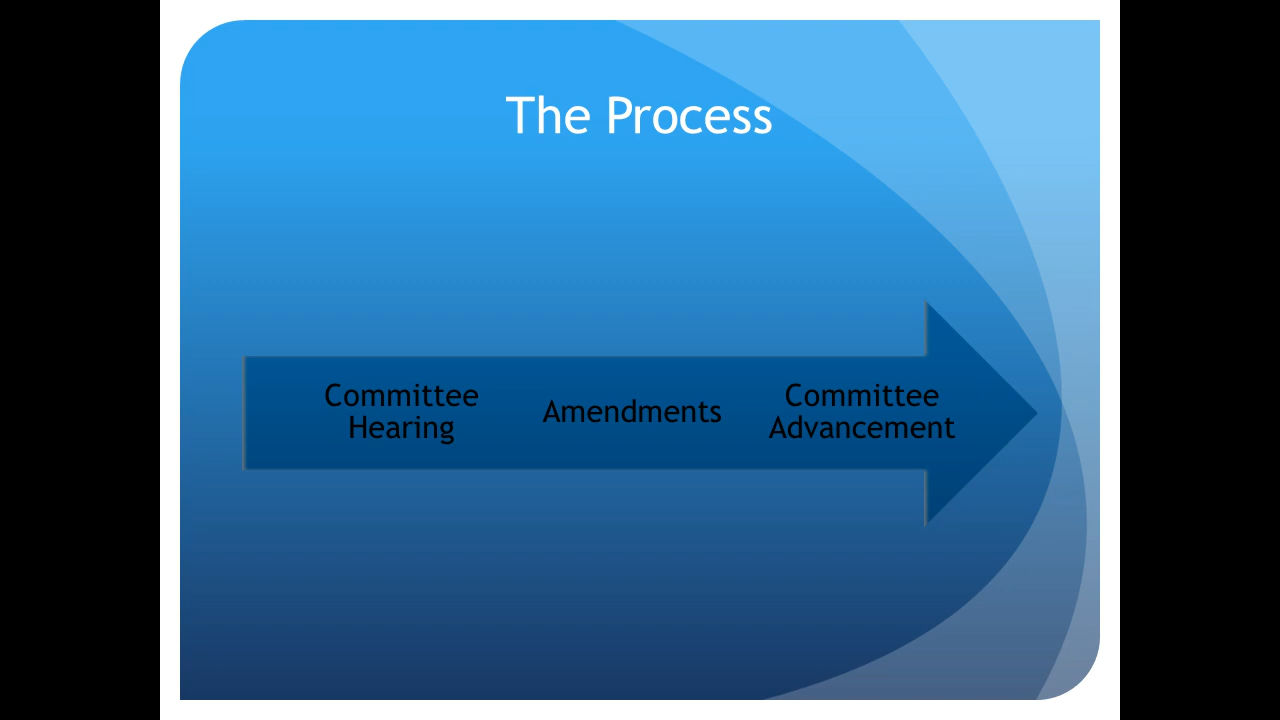 The Process
Committee
Hearing
Amendments
Committee
Advancement